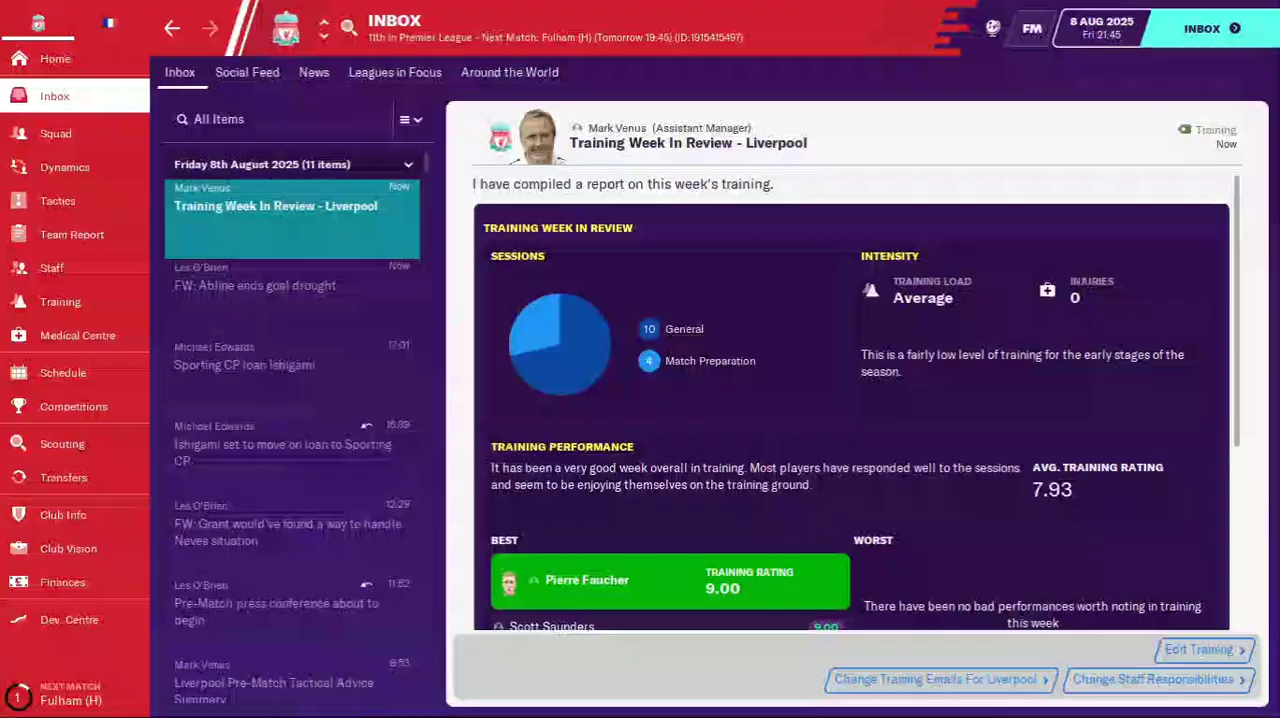 INBOX
11th in Premier League - Next Match: Fulham (H) (Tomorrow 19:45) (ID:1915415497)
FM
8 AUG 2025
Fri 21:45
INBOX
Home
Inbox
Squad
Dynamics
Tactics
Team Report
Staff
Training
Medical Centre
Schedule
Competitions
Scouting
Transfers
Club Info
Club Vision
Finances
Dev. Centre
1
NEXT MATCH
Fulham (H)
Inbox
Social Feed
News
Leagues in Focus
Around the World
All Items
Friday 8th August 2025 (11 items)
Mark Venus
Now
Training Week In Review - Liverpool
Les O'Brien
Now
FW: Abline ends goal drought
Michael Edwards
17:01
Sporting CP loan Ishigami
Michael Edwards
Ishigami set to move on loan to Sporting
CP
Les O'Brien
12:29
FW: Grant would've found a way to handle
Neves situation
Les O'Brien
11:52
Pre-Match press conference about to
begin
Mark Venus
8:53
Liverpool Pre-Match Tactical Advice
Summary
Mark Venus (Assistant Manager)
Training Week In Review - Liverpool
Training
Now
I have compiled a report on this week's training.
TRAINING WEEK IN REVIEW
SESSIONS
10 General
4 Match Preparation
INTENSITY
TRAINING LOAD
Average
INJURIES
0
This is a fairly low level of training for the early stages of the
season.
TRAINING PERFORMANCE
It has been a very good week overall in training. Most players have responded well to the sessions
and seem to be enjoying themselves on the training ground.
AVG. TRAINING RATING
7.93
BEST
Pierre Faucher
TRAINING RATING
9.00
Scott Saunders
9.00
WORST
There have been no bad performances worth noting in training
this week
Edit Training
Change Training Emails For Liverpool
Change Staff Responsibilities